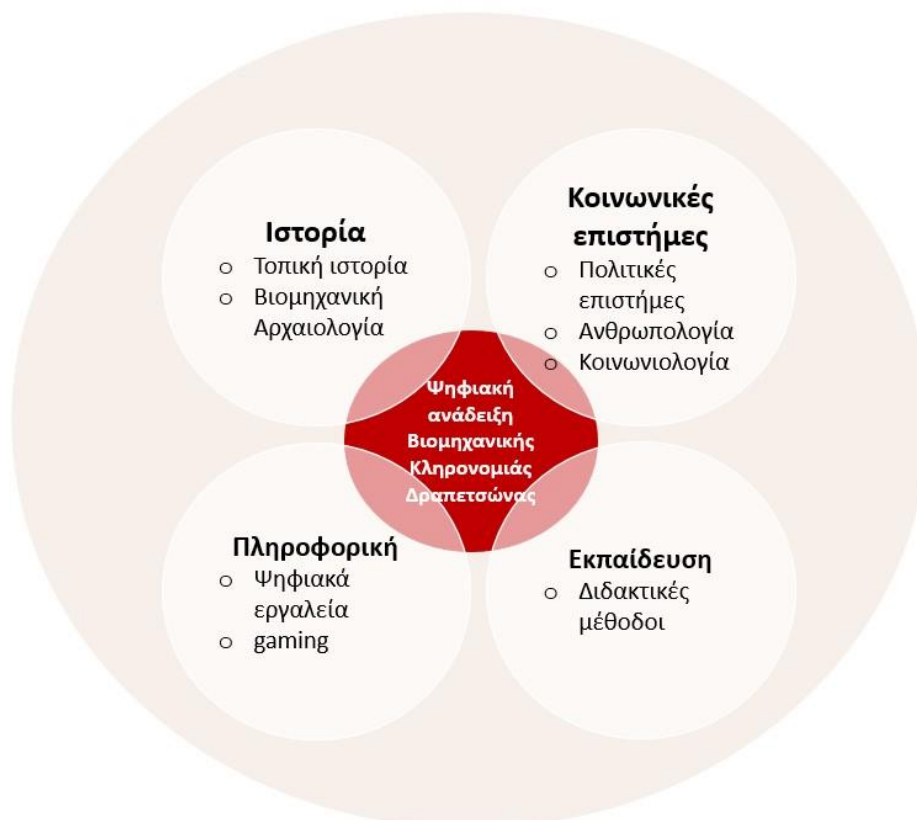 Ιστορία
o Τοπική ιστορία
o Βιομηχανική
Αρχαιολογία
Κοινωνικές
επιστήμες
o Πολιτικές
επιστήμες
o Ανθρωπολογία
o Κοινωνιολογία
Ψηφιακή
ανάδειξη
Βιομηχανικής
Κληρονομιάς
Δραπετσώνας
Πληροφορική
o Ψηφιακά
εργαλεία
o gaming
Εκπαίδευση
o Διδακτικές
μέθοδοι